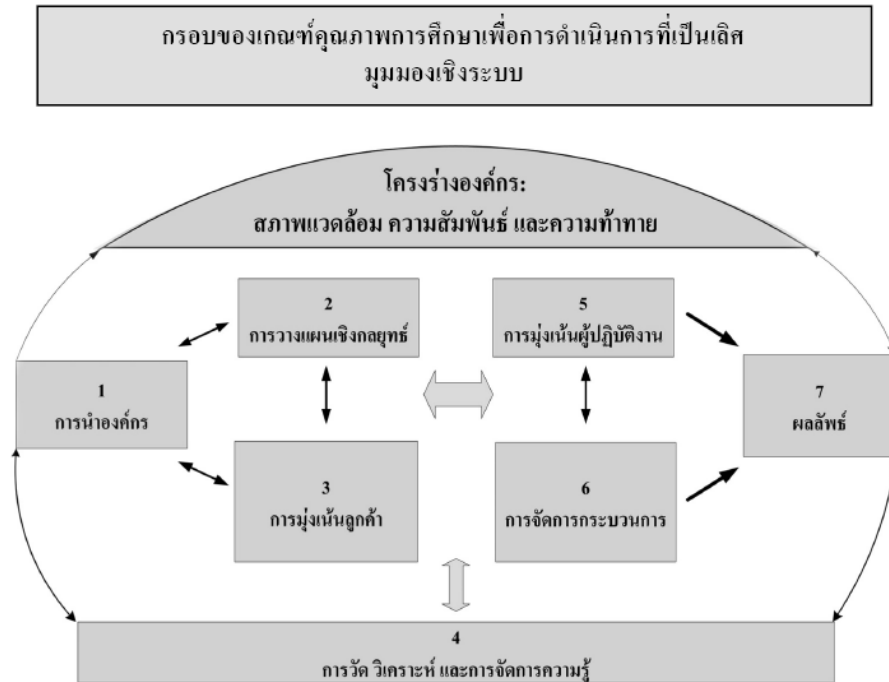 กรอบของเกณฑ์คุณภาพการศึกษาเพื่อการดำเนินการที่เป็นเลิศ
มุมมองเชิงระบบ
โครงร่างองค์กร:
สภาพแวดล้อม ความสัมพันธ์ และความท้าทาย
2
การวางแผนเชิงกลยุทธ์
5
การมุ่งเน้นผู้ปฏิบัติงาน
1
การนำองค์กร
7
ผลลัพธ์
3
การมุ่งเน้นลูกค้า
6
การจัดการกระบวนการ
4
การวัด วิเคราะห์ และการจัดการความรู้